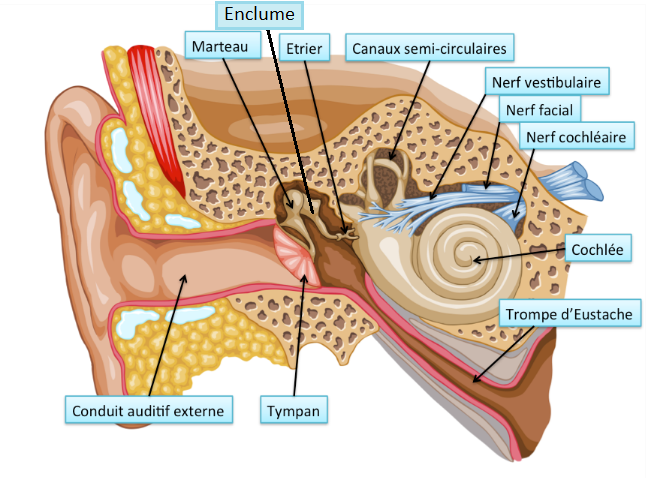 Enclume
Marteau
Etrier
Canaux semi-circulaires
Nerf vestibulaire
Nerf facial
Nerf cochléaire
Cochlée
Trompe d’Eustache
Conduit auditif externe
Tympan